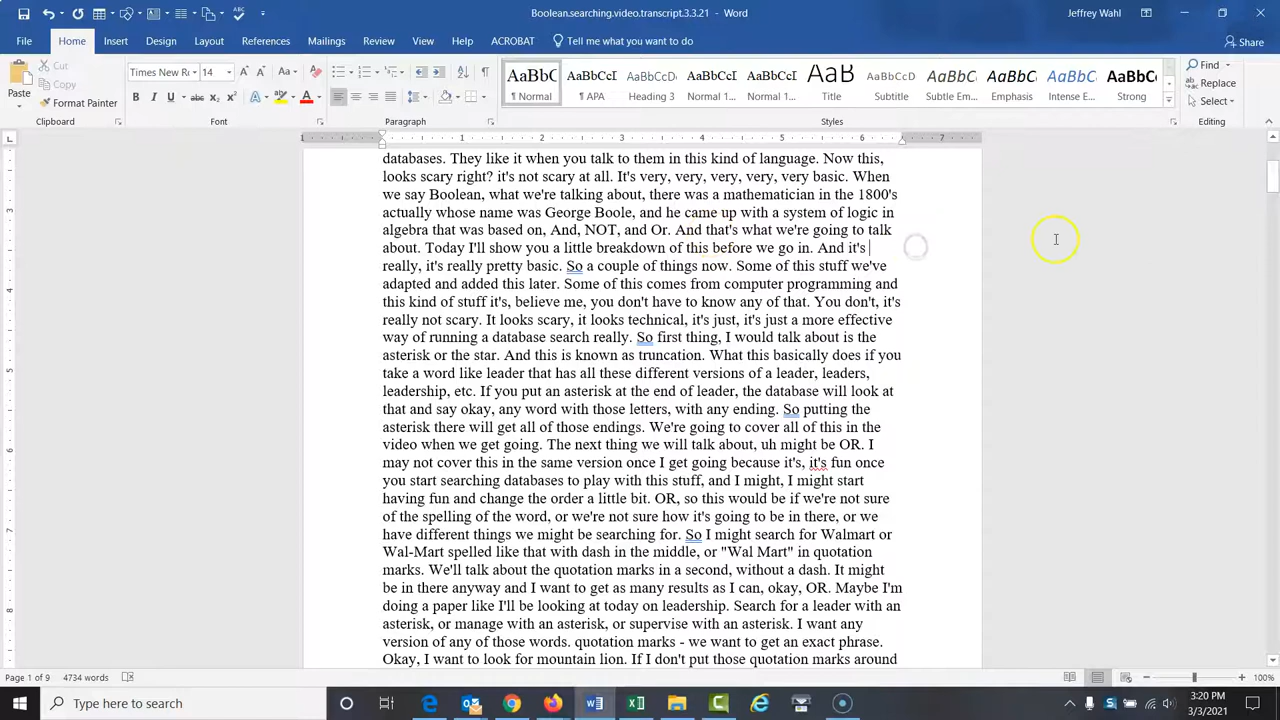 Boolean.searching.video.transcript.3.3.21 - Word
Jeffrey Wahl
File Home Insert Draw Design Layout References Mailings Review View Help ACROBAT Tell me what you want to do Share
Paste
Cut
Copy
Format Painter
Clipboard
Times New R 14
Font
Paragraph
AaBbC AaBbCcI AaBbCcD AaBbCcI AaBbCcI AaB AaBbCcD AaBbCcD AaBbCcD AaBbCcD AaBbCc
¶ Normal ¶ APA Heading 3 Normal 1... Normal 1... Title Subtitle Subtle Em... Emphasis Intense E... Strong
Styles
Find
Replace
Select
Editing
1 1 2 3 4 5 6 7
databases. They like it when you talk to them in this kind of language. Now this,
looks scary right? it's not scary at all. It's very, very, very, very, very basic. When
we say Boolean, what we're talking about, there was a mathematician in the 1800's
actually whose name was George Boole, and he came up with a system of logic in
algebra that was based on, And, NOT, and Or. And that's what we're going to talk
about. Today I'll show you a little breakdown of this before we go in. And it's
really, it's really pretty basic. So a couple of things now. Some of this stuff we've
adapted and added this later. Some of this comes from computer programming and
this kind of stuff it's, believe me, you don't have to know any of that. You don't, it's
really not scary. It looks scary, it looks technical, it's just, it's just a more effective
way of running a database search really. So first thing, I would talk about is the
asterisk or the star. And this is known as truncation. What this basically does if you
take a word like leader that has all these different versions of a leader, leaders,
leadership, etc. If you put an asterisk at the end of leader, the database will look at
that and say okay, any word with those letters, with any ending. So putting the
asterisk there will get all of those endings. We're going to cover all of this in the
video when we get going. The next thing we will talk about, uh might be OR. I
may not cover this in the same version once I get going because it's, it's fun once
you start searching databases to play with this stuff, and I might, I might start
having fun and change the order a little bit. OR, so this would be if we're not sure
of the spelling of the word, or we're not sure how it's going to be in there, or we
have different things we might be searching for. So I might search for Walmart or
Wal-Mart spelled like that with dash in the middle, or "Wal Mart" in quotation
marks. We'll talk about the quotation marks in a second, without a dash. It might
be in there anyway and I want to get as many results as I can, okay, OR. Maybe I'm
doing a paper like I'll be looking at today on leadership. Search for a leader with an
asterisk, or manage with an asterisk, or supervise with an asterisk. I want any
version of any of those words. quotation marks - we want to get an exact phrase.
Okay, I want to look for mountain lion. If I don't put those quotation marks around
3
4
5
6
7
8
Page 1 of 9 4734 words
100%
Type here to search
3:20 PM
3/3/2021